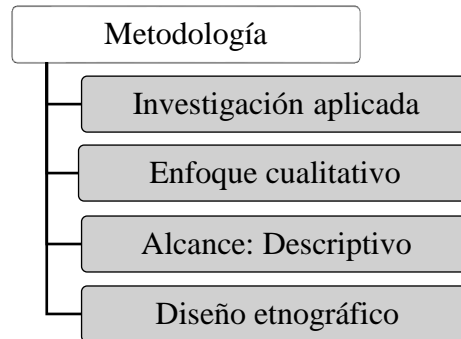 Metodología
Investigación aplicada
Enfoque cualitativo
Alcance: Descriptivo
Diseño etnográfico